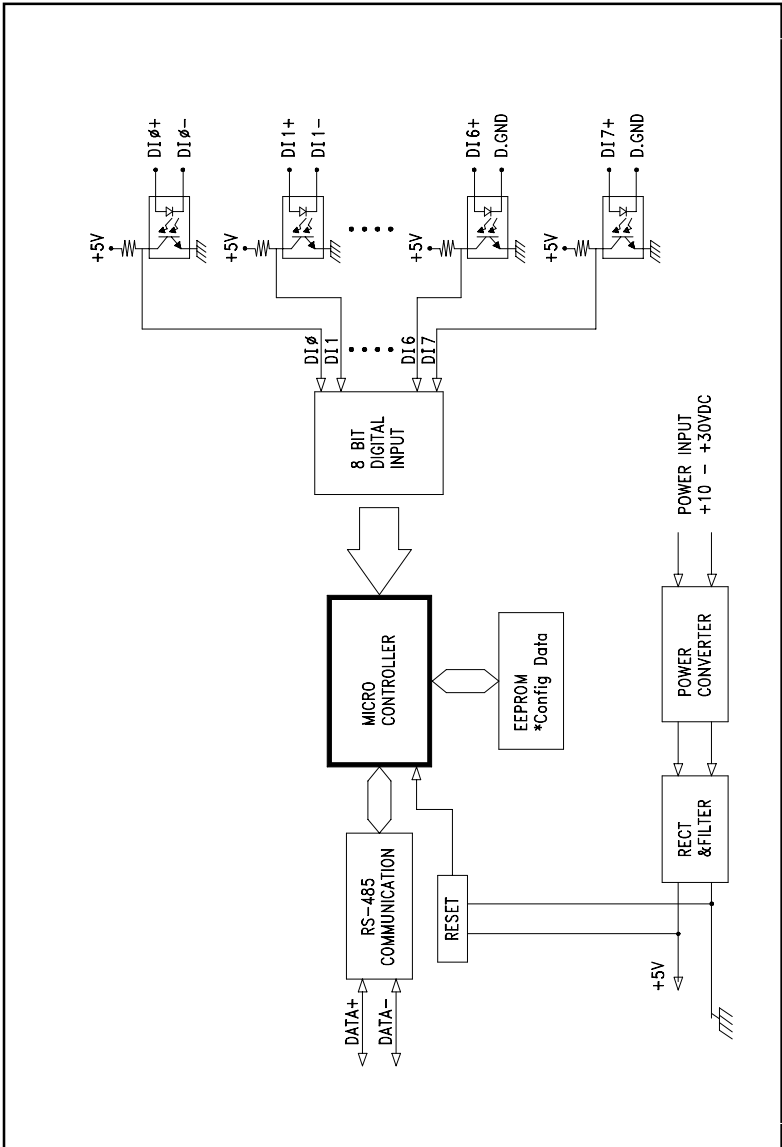 DATA+
DATA-
RS-485
COMMUNICATION
RESET
+5V
MICRO
CONTROLLER
EEPROM
*Config Data
RECT
&FILTER
POWER
CONVERTER
POWER INPUT
+10 - +30VDC
8 BIT
DIGITAL
INPUT
DIØ
DI1
DI6
DI7
+5V
DIØ+
DIØ-
+5V
DI1+
DI1-
+5V
DI6+
D.GND
+5V
DI7+
D.GND